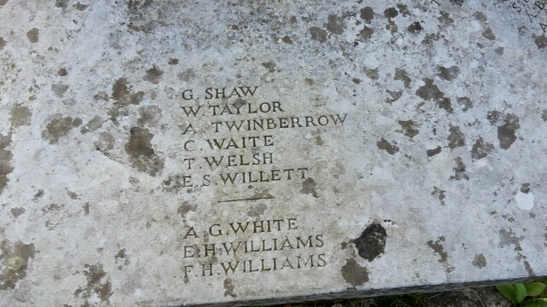 G. SHAW
W. TAYLOR
A. TWINBERROW
C. WAITE
T. WELSH
E. S. WILLETT
A. G. WHITE
E. H. WILLIAMS
F. H. WILLIAMS